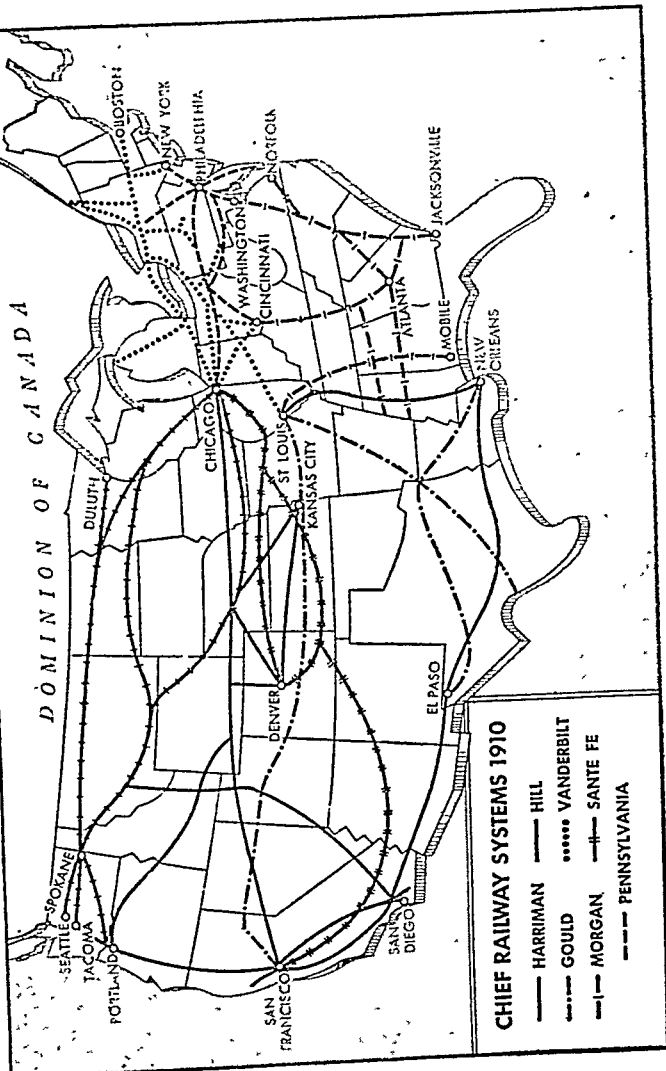 DOMINION OF CANADA
SPOKANE
SEATTLE
TACOMA
PORTLAND
SAN
FRANCISCO
SAN
DIEGO
DENVER
EL PASO
DULUTH
CHICAGO
ST LOUIS
KANSAS CITY
NEW
ORLEANS
MOBILE
ATLANTA
JACKSONVILLE
CINCINNATI
WASHINGTON
NORFOLK
PHILADELPHIA
NEW YORK
BOSTON
CHIEF RAILWAY SYSTEMS 1910
HARRIMAN HILL
GOULD VANDERBILT
MORGAN SANTE FE
PENNSYLVANIA